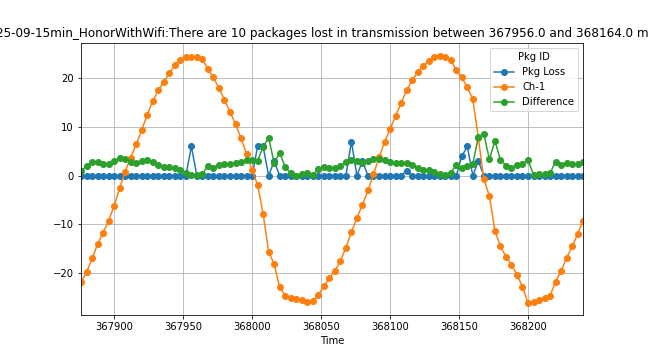 25-09-15min_HonorWithWifi:There are 10 packages lost in transmission between 367956.0 and 368164.0 m
Pkg ID
Pkg Loss
Ch-1
Difference
20
10
0
−10
−20
367900 367950 368000 368050 368100 368150 368200
Time